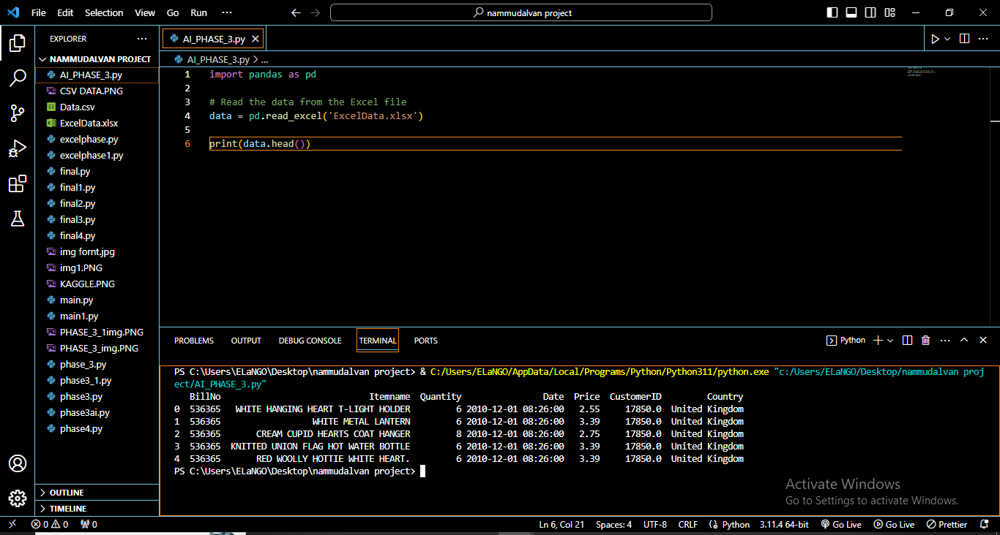 File Edit Selection View Go Run ··· nammudalvan project
EXPLORER ···
NAMMUDALVAN PROJECT
AI_PHASE_3.py
CSV DATA.PNG
Data.csv
ExcelData.xlsx
excelphase.py
excelphase1.py
final.py
final1.py
final2.py
final3.py
final4.py
img fornt.jpg
img1.PNG
KAGGLE.PNG
main.py
main1.py
PHASE_3_1img.PNG
PHASE_3_img.PNG
phase_3.py
phase3_1.py
phase3.py
phase3ai.py
phase4.py
OUTLINE
TIMELINE
AI_PHASE_3.py
AI_PHASE_3.py > ...
1 import pandas as pd
2
3 # Read the data from the Excel file
4 data = pd.read_excel('ExcelData.xlsx')
5
6 print(data.head())
PROBLEMS OUTPUT DEBUG CONSOLE TERMINAL PORTS Python
PS C:\Users\ELaNGO\Desktop\nammudalvan project> & C:/Users/ELaNGO/AppData/Local/Programs/Python/Python311/python.exe "c:/Users/ELaNGO/Desktop/nammudalvan proj
ect/AI_PHASE_3.py"
BillNo Itemname Quantity Date Price CustomerID Country
0 536365 WHITE HANGING HEART T-LIGHT HOLDER 6 2010-12-01 08:26:00 2.55 17850.0 United Kingdom
1 536365 WHITE METAL LANTERN 6 2010-12-01 08:26:00 3.39 17850.0 United Kingdom
2 536365 CREAM CUPID HEARTS COAT HANGER 8 2010-12-01 08:26:00 2.75 17850.0 United Kingdom
3 536365 KNITTED UNION FLAG HOT WATER BOTTLE 6 2010-12-01 08:26:00 3.39 17850.0 United Kingdom
4 536365 RED WOOLLY HOTTIE WHITE HEART. 6 2010-12-01 08:26:00 3.39 17850.0 United Kingdom
PS C:\Users\ELaNGO\Desktop\nammudalvan project>
Activate Windows
Go to Settings to activate Windows.
0 0 0 Ln 6, Col 21 Spaces: 4 UTF-8 CRLF Python 3.11.4 64-bit Go Live Go Live Prettier